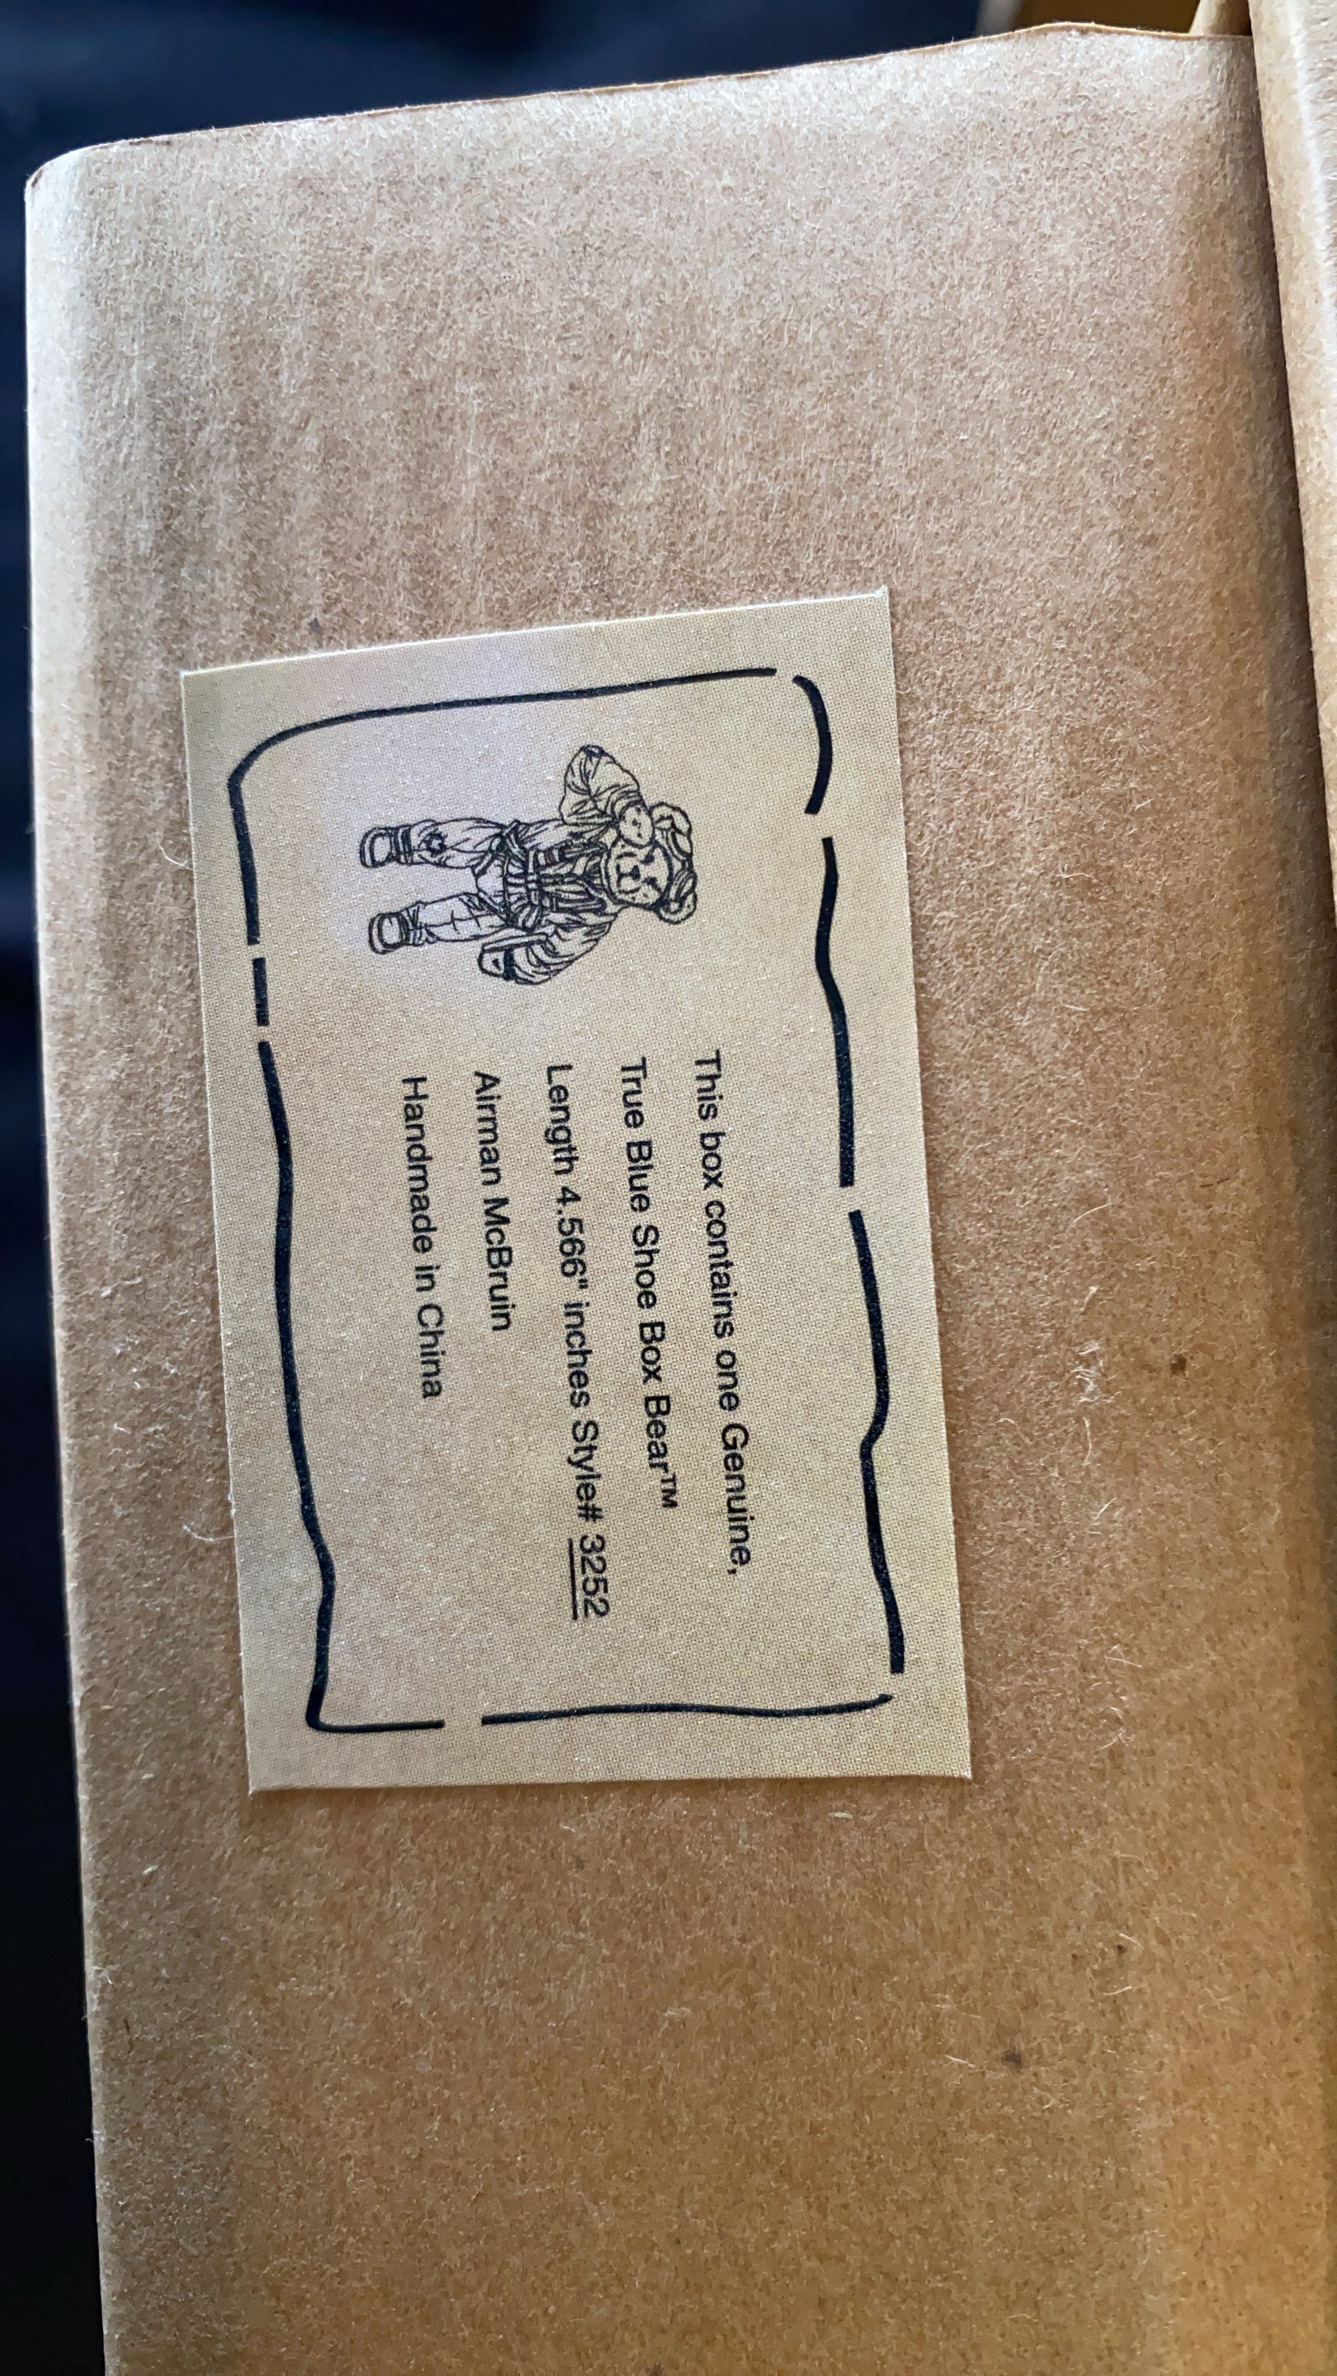 This box contains one Genuine,
True Blue Shoe Box Bear™
Length 4.566" inches Style# 3252
Airman McBruin
Handmade in China